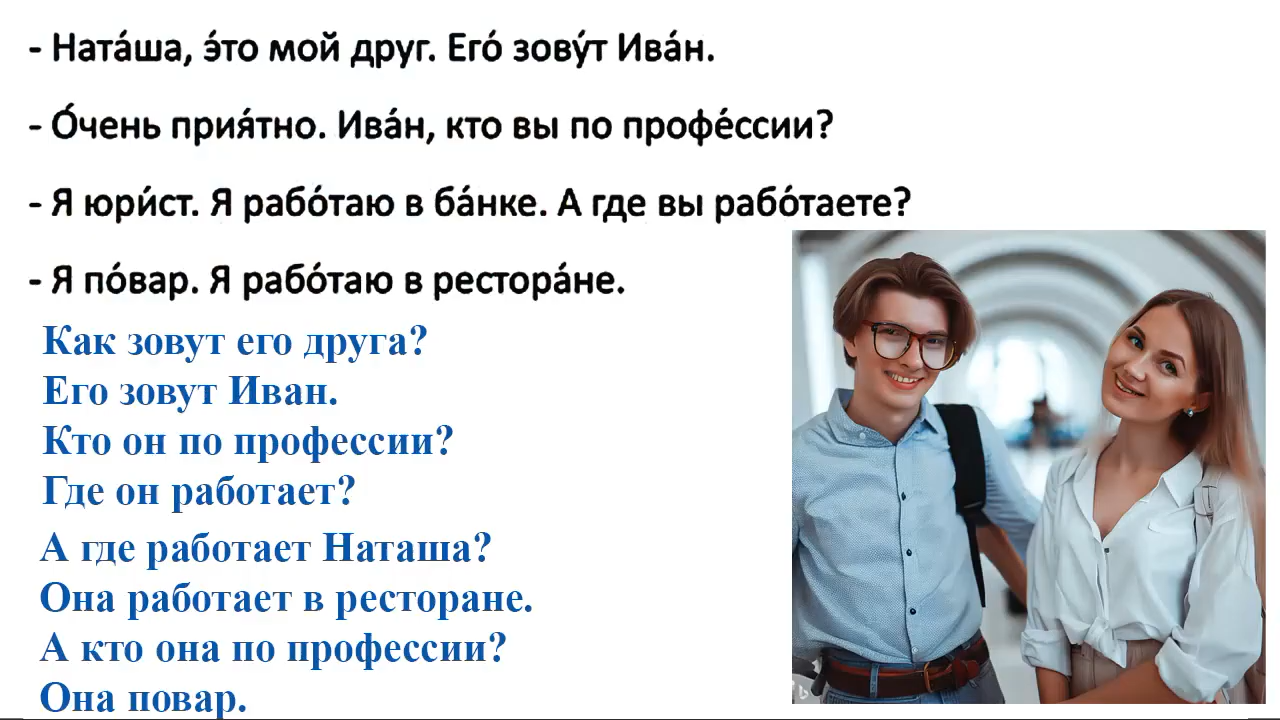 - Ната́ша, э́то мой друг. Его́ зову́т Ива́н.
- О́чень прия́тно. Ива́н, кто вы по профе́ссии?
- Я юри́ст. Я рабо́таю в ба́нке. А где вы рабо́таете?
- Я по́вар. Я рабо́таю в рестора́не.
Как зовут его друга?
Его зовут Иван.
Кто он по профессии?
Где он работает?
А где работает Наташа?
Она работает в ресторане.
А кто она по профессии?
Она повар.